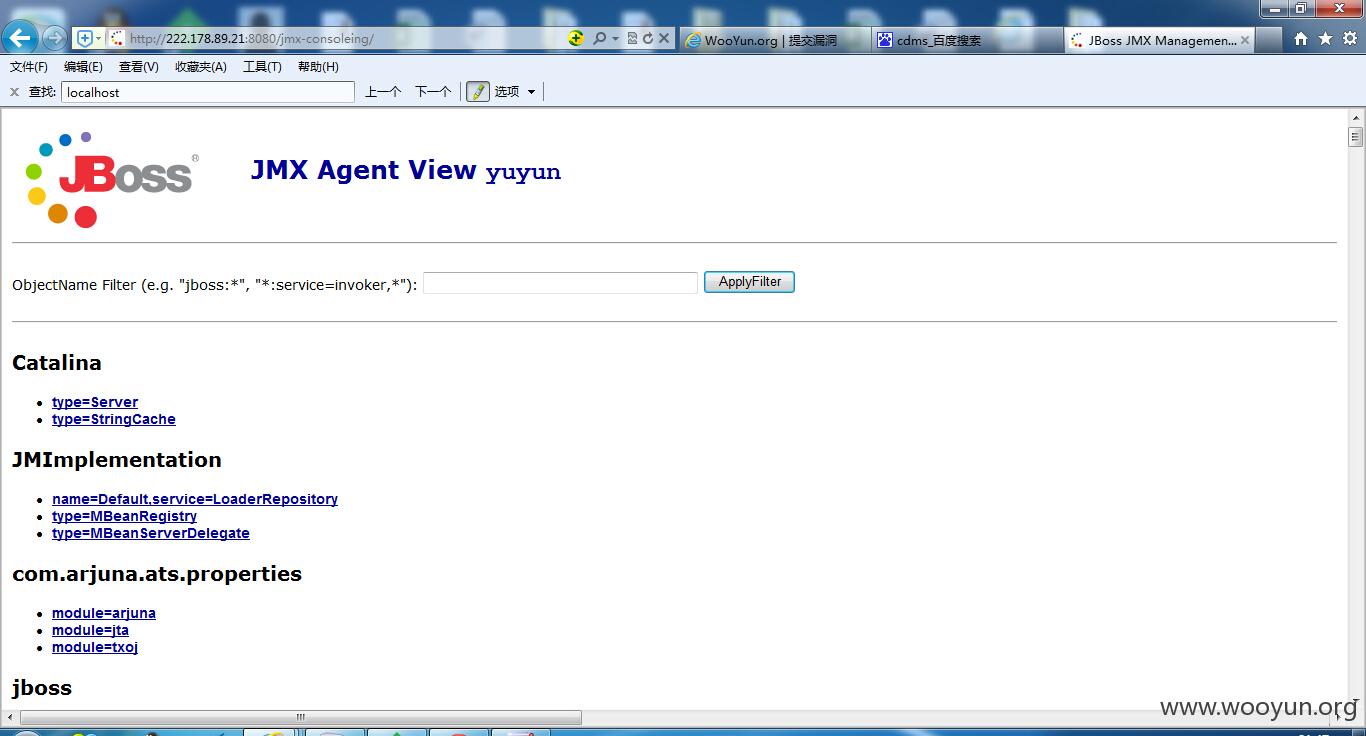 http://222.178.89.21:8080/jmx-consoleing/
WooYun.org | 提交漏洞
cdms_百度搜索
JBoss JMX Managemen...
文件(F) 编辑(E) 查看(V) 收藏夹(A) 工具(T) 帮助(H)
查找: localhost 上一个 下一个 选项
JBoss®
JMX Agent View yuyun
ObjectName Filter (e.g. "jboss:*", "*:service=invoker,*"): ApplyFilter
Catalina
type=Server
type=StringCache
JMImplementation
name=Default,service=LoaderRepository
type=MBeanRegistry
type=MBeanServerDelegate
com.arjuna.ats.properties
module=arjuna
module=jta
module=txoj
jboss
www.wooyun.org